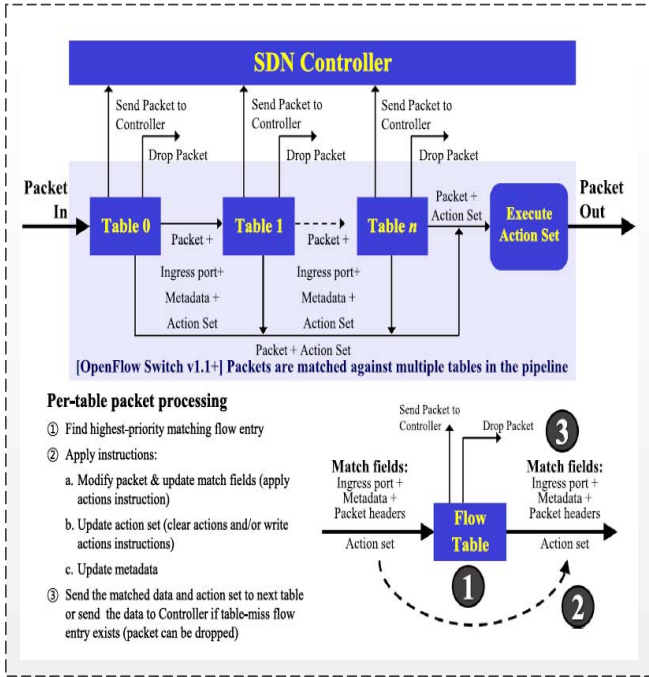 SDN Controller
Send Packet to
Controller
Drop Packet
Send Packet to
Controller
Drop Packet
Send Packet to
Controller
Drop Packet
Packet
In
Table 0
Packet +
Ingress port+
Metadata +
Action Set
Table 1
Packet +
Ingress port+
Metadata +
Action Set
Table n
Packet +
Action Set
Execute
Action Set
Packet
Out
Packet + Action Set
[OpenFlow Switch v1.1+] Packets are matched against multiple tables in the pipeline
Per-table packet processing
① Find highest-priority matching flow entry
② Apply instructions:
a. Modify packet & update match fields (apply
actions instruction)
b. Update action set (clear actions and/or write
actions instructions)
c. Update metadata
③ Send the matched data and action set to next table
or send the data to Controller if table-miss flow
entry exists (packet can be dropped)
Send Packet to
Controller
Drop Packet
3
Match fields:
Ingress port +
Metadata +
Packet headers
Action set
Flow
Table
Match fields:
Ingress port +
Metadata +
Packet headers
Action set
1
2